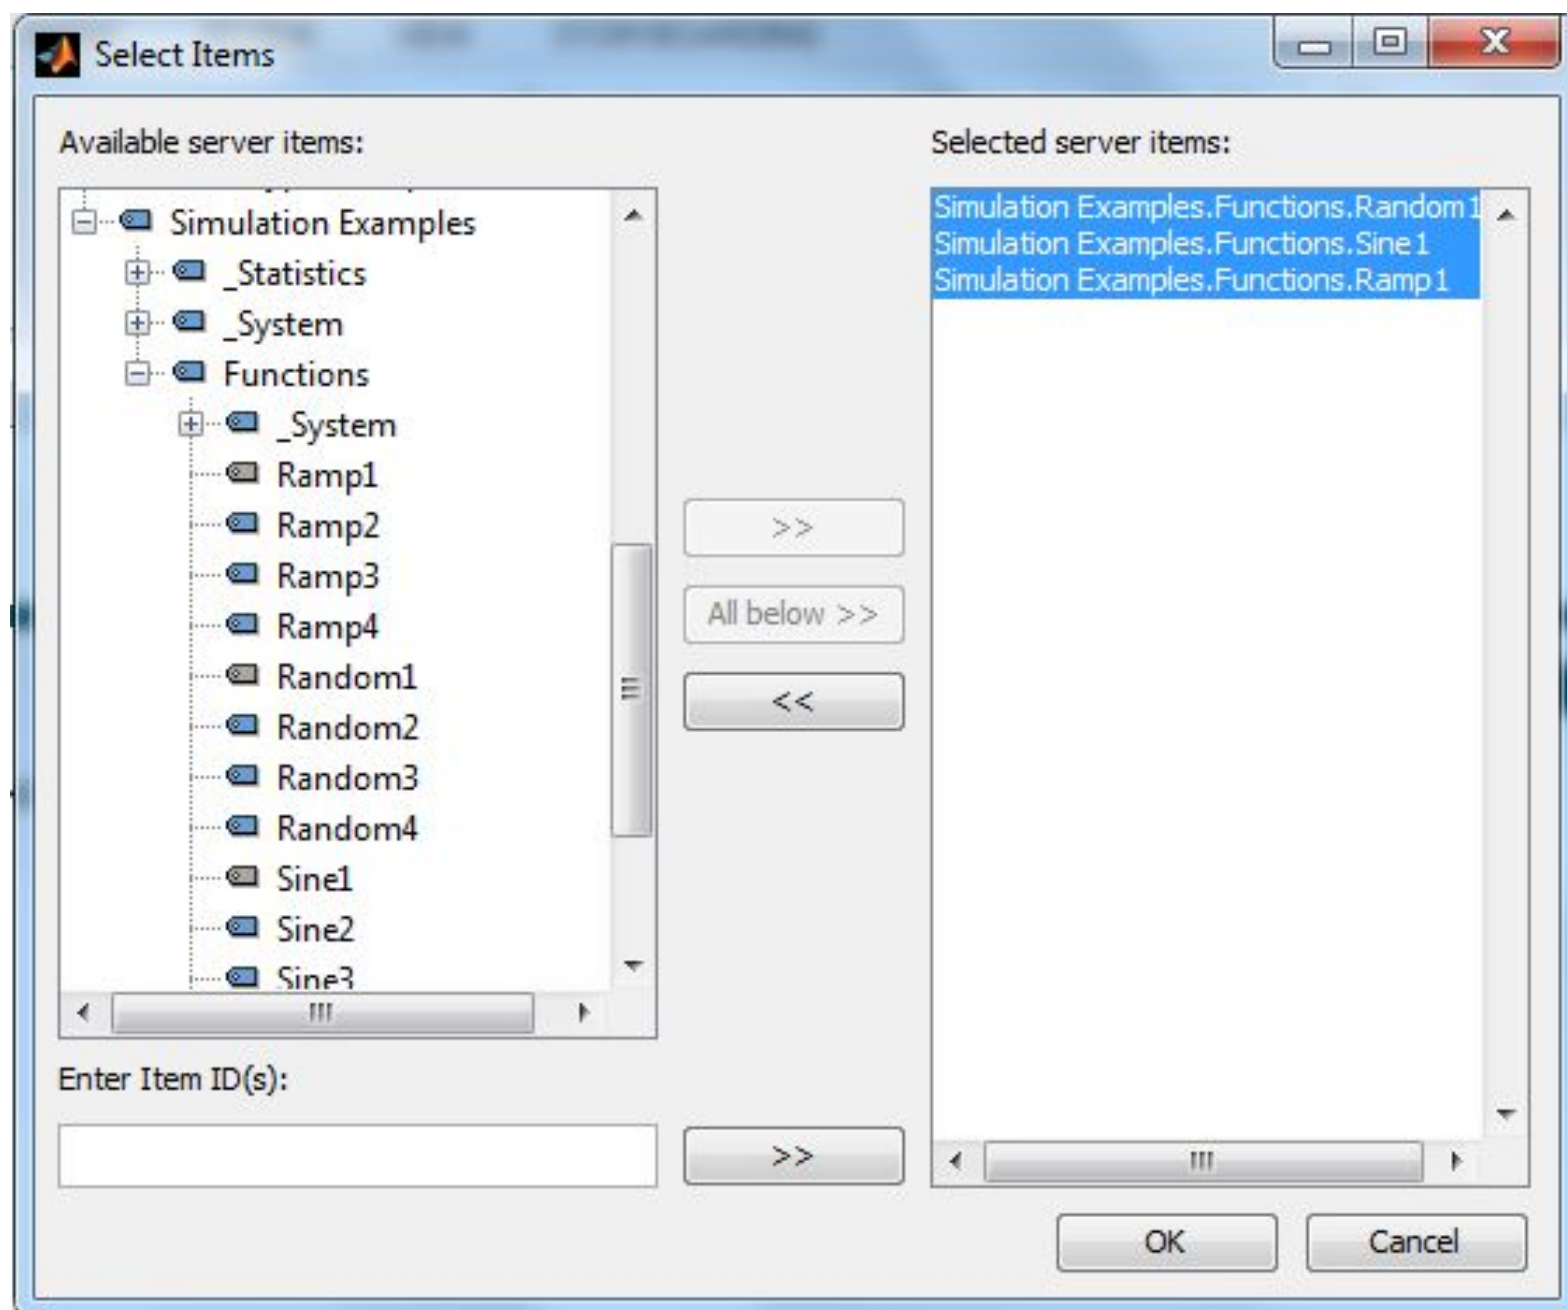 Select Items
Available server items:
Simulation Examples
_Statistics
_System
Functions
_System
Ramp1
Ramp2
Ramp3
Ramp4
Random1
Random2
Random3
Random4
Sine1
Sine2
Sine3
Enter Item ID(s):
>>
All below >>
<<
>>
Selected server items:
Simulation Examples.Functions.Random1
Simulation Examples.Functions.Sine1
Simulation Examples.Functions.Ramp1
OK
Cancel